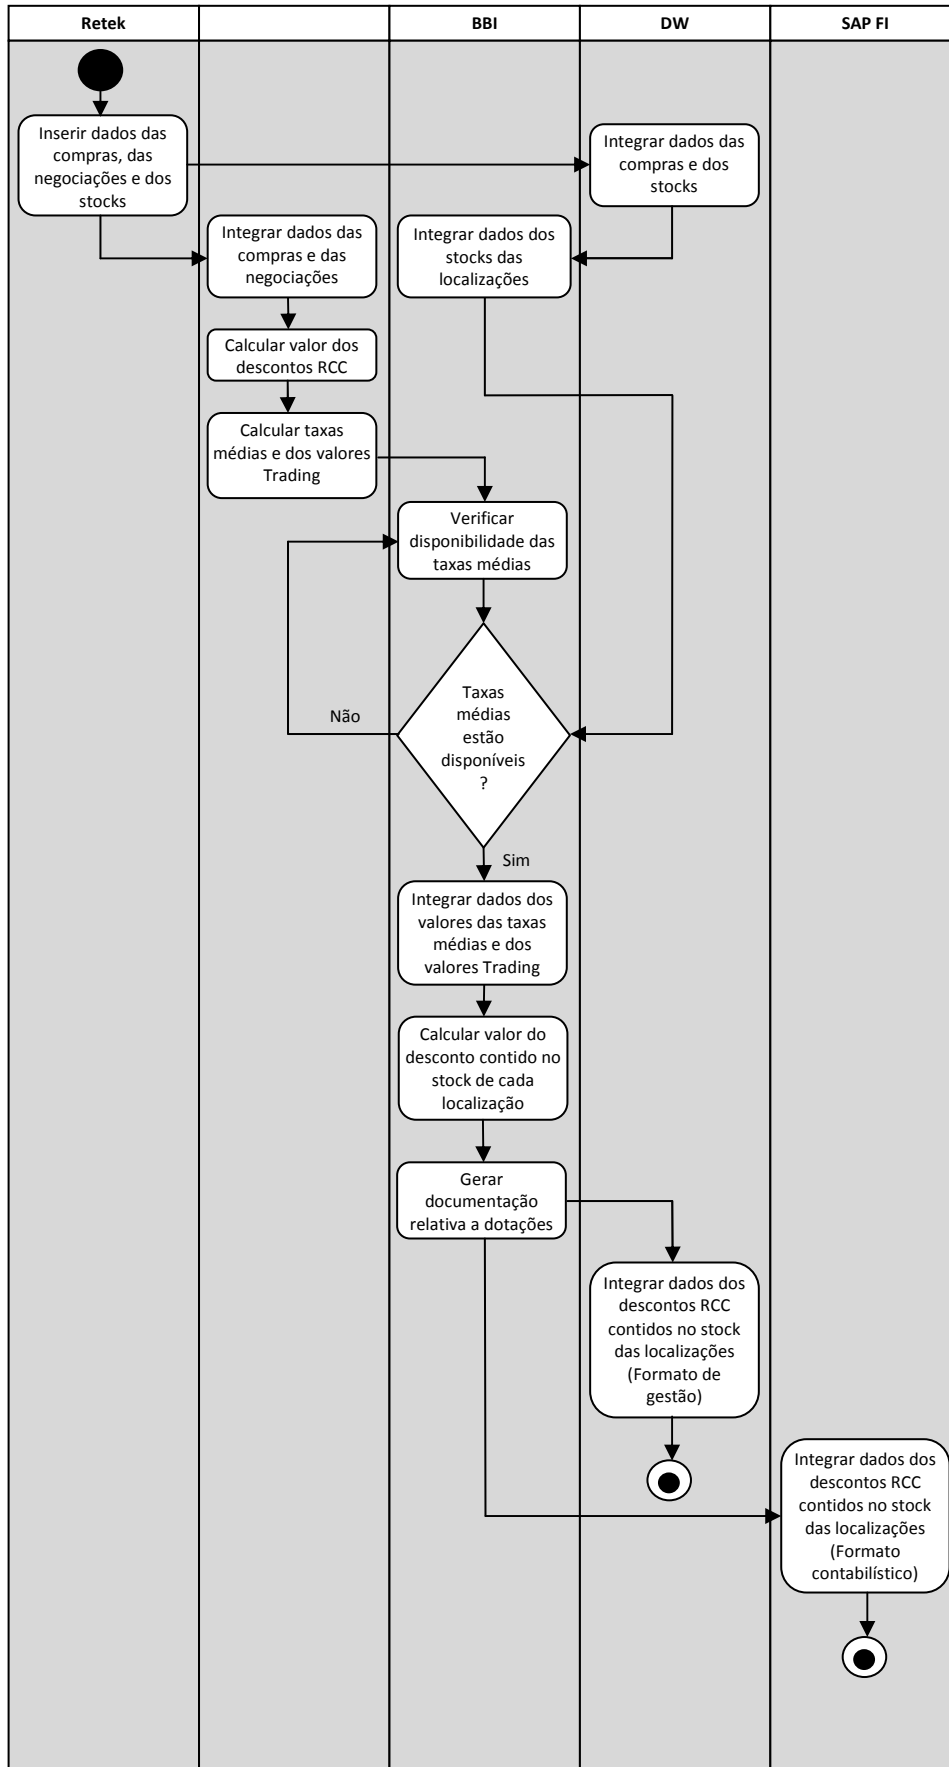 Retek
BBI
DW
SAP FI
Inserir dados das
compras, das
negociações e dos
stocks
Integrar dados das
compras e dos
stocks
Integrar dados das
compras e das
negociações
Integrar dados dos
stocks das
localizações
Calcular valor dos
descontos RCC
Calcular taxas
médias e dos valores
Trading
Verificar
disponibilidade das
taxas médias
Taxas
médias
estão
disponíveis
?
Não
Sim
Integrar dados dos
valores das taxas
médias e dos
valores Trading
Calcular valor do
desconto contido no
stock de cada
localização
Gerar
documentação
relativa a dotações
Integrar dados dos
descontos RCC
contidos no stock
das localizações
(Formato de
gestão)
Integrar dados dos
descontos RCC
contidos no stock
das localizações
(Formato
contabilístico)